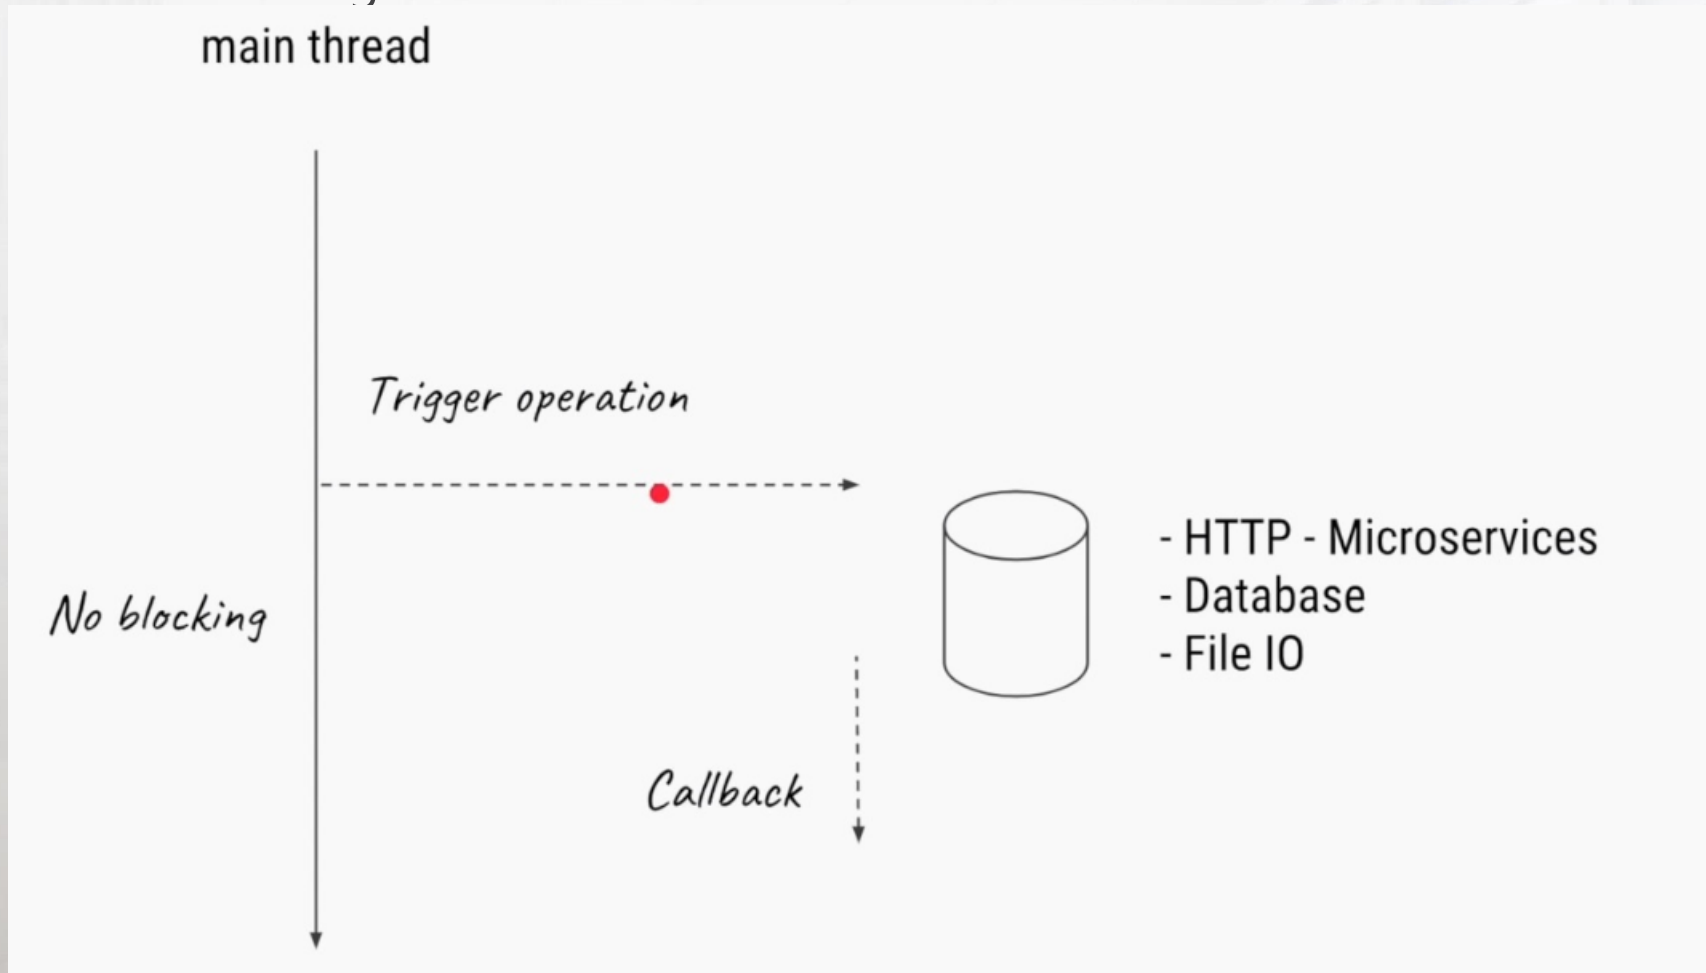 main thread
Trigger operation
No blocking
- HTTP - Microservices
- Database
- File IO
Callback